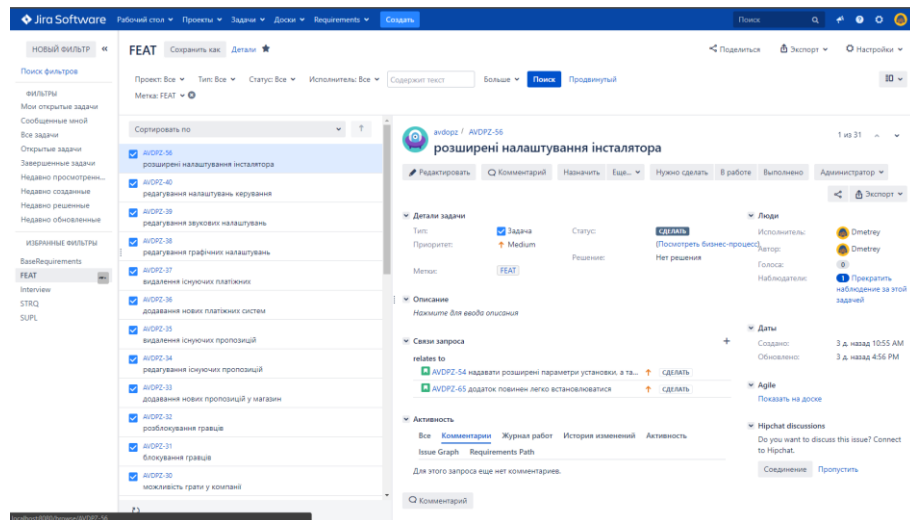 Jira Software Рабочий стол Проекты Задачи Доски Requirements Создать Поиск
НОВЫЙ ФИЛЬТР «
Поиск фильтров
ФИЛЬТРЫ
Мои открытые задачи
Сообщенные мной
Все задачи
Открытые задачи
Завершенные задачи
Недавно просмотренн...
Недавно созданные
Недавно решенные
Недавно обновленные
ИЗБРАННЫЕ ФИЛЬТРЫ
BaseRequirements
FEAT
Interview
STRQ
SUPL
FEAT Сохранить как Детали Поделиться Экспорт Настройки
Проект: Все Тип: Все Статус: Все Исполнитель: Все Содержит текст Больше Поиск Продвинутый
Метка: FEAT
Сортировать по
AVDPZ-56
розширені налаштування інсталятора
AVDPZ-40
редагування налаштувань керування
AVDPZ-39
редагування звукових налаштувань
AVDPZ-38
редагування графічних налаштувань
AVDPZ-37
видалення існуючих платіжних
AVDPZ-36
додавання нових платіжних систем
AVDPZ-35
видалення існуючих пропозицій
AVDPZ-34
редагування існуючих пропозицій
AVDPZ-33
додавання нових пропозицій у магазин
AVDPZ-32
розблокування гравців
AVDPZ-31
блокування гравців
AVDPZ-30
можливість грати у компанії
avdopz / AVDPZ-56
1 из 31
розширені налаштування інсталятора
Редактировать Комментарий Назначить Еще... Нужно сделать В работе Выполнено Администратор
Экспорт
Детали задачи
Тип: Задача Статус: СДЕЛАТЬ
(Посмотреть бизнес-процесс)
Приоритет: Medium
Решение: Нет решения
Метки: FEAT
Описание
Нажмите для ввода описания
Связи запроса
relates to
AVDPZ-54 надавати розширені параметри установки, а та... СДЕЛАТЬ
AVDPZ-65 додаток повинен легко встановлюватися СДЕЛАТЬ
Активность
Все Комментарии Журнал работ История изменений Активность
Issue Graph Requirements Path
Для этого запроса еще нет комментариев.
Комментарий
Люди
Исполнитель: Dmetrey
Автор: Dmetrey
Голоса: 0
Наблюдатели: 1 Прекратить
наблюдение за этой
задачей
Даты
Создано: 3 д. назад 10:55 AM
Обновлено: 3 д. назад 4:56 PM
Agile
Показать на доске
Hipchat discussions
Do you want to discuss this issue? Connect
to Hipchat.
Соединение Пропустить
localhost:8080/browse/AVDPZ-56